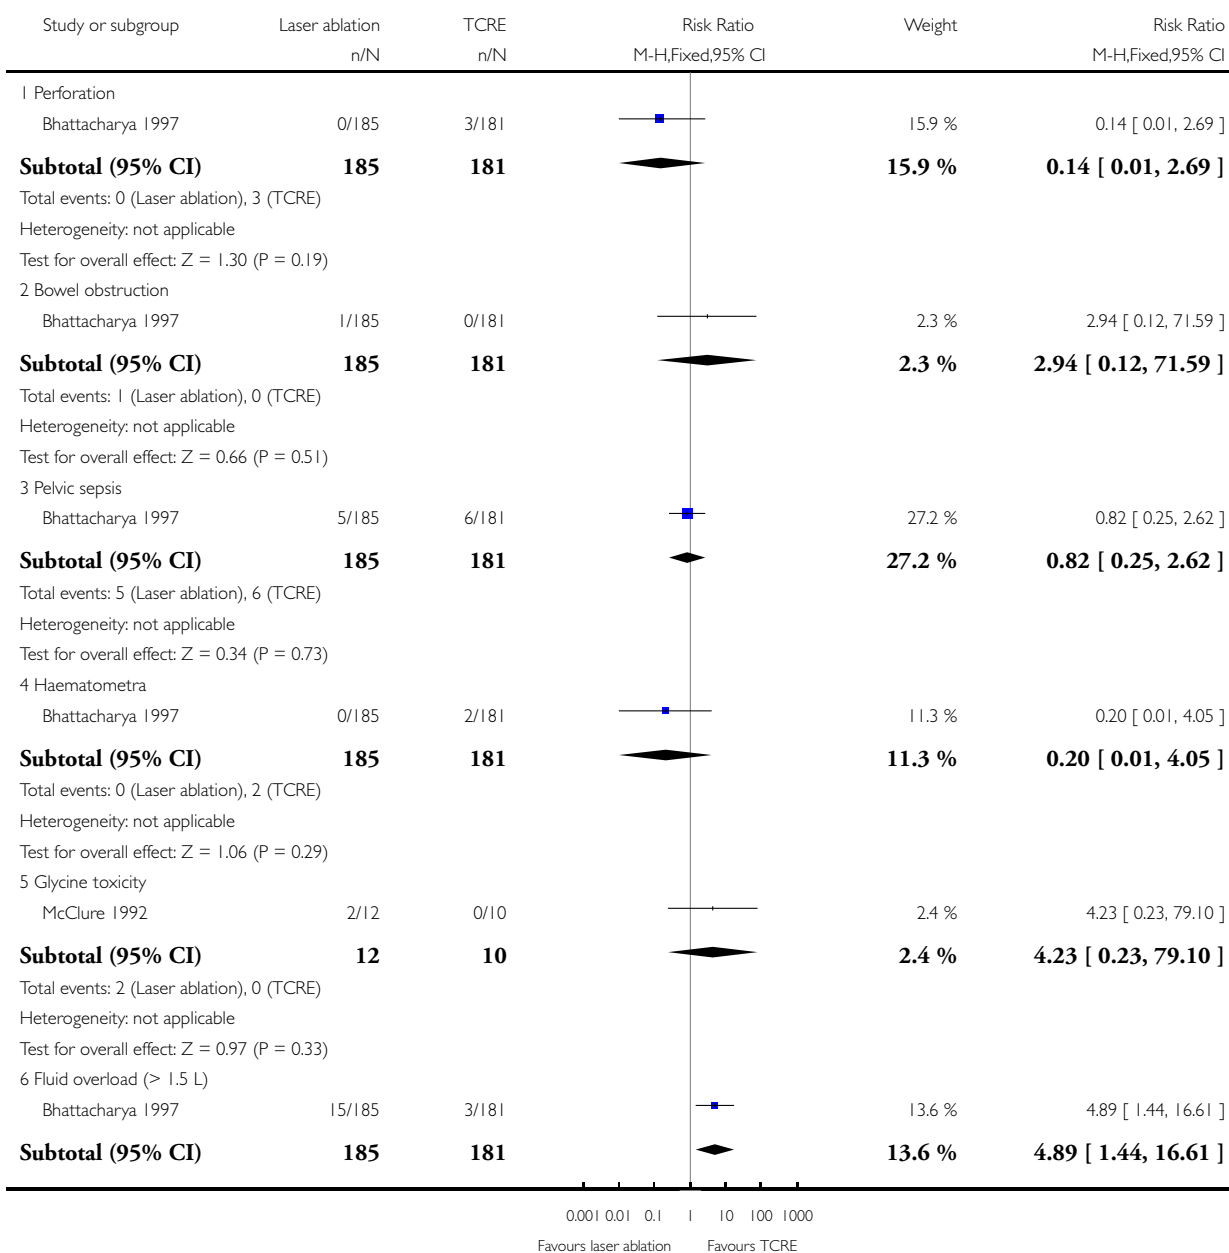 Study or subgroup Laser ablation TCRE Risk Ratio Weight Risk Ratio
n/N n/N M-H,Fixed,95% CI M-H,Fixed,95% CI
1 Perforation
Bhattacharya 1997 0/185 3/181 15.9 % 0.14 [ 0.01, 2.69 ]
Subtotal (95% CI) 185 181 15.9 % 0.14 [ 0.01, 2.69 ]
Total events: 0 (Laser ablation), 3 (TCRE)
Heterogeneity: not applicable
Test for overall effect: Z = 1.30 (P = 0.19)
2 Bowel obstruction
Bhattacharya 1997 1/185 0/181 2.3 % 2.94 [ 0.12, 71.59 ]
Subtotal (95% CI) 185 181 2.3 % 2.94 [ 0.12, 71.59 ]
Total events: 1 (Laser ablation), 0 (TCRE)
Heterogeneity: not applicable
Test for overall effect: Z = 0.66 (P = 0.51)
3 Pelvic sepsis
Bhattacharya 1997 5/185 6/181 27.2 % 0.82 [ 0.25, 2.62 ]
Subtotal (95% CI) 185 181 27.2 % 0.82 [ 0.25, 2.62 ]
Total events: 5 (Laser ablation), 6 (TCRE)
Heterogeneity: not applicable
Test for overall effect: Z = 0.34 (P = 0.73)
4 Haematometra
Bhattacharya 1997 0/185 2/181 11.3 % 0.20 [ 0.01, 4.05 ]
Subtotal (95% CI) 185 181 11.3 % 0.20 [ 0.01, 4.05 ]
Total events: 0 (Laser ablation), 2 (TCRE)
Heterogeneity: not applicable
Test for overall effect: Z = 1.06 (P = 0.29)
5 Glycine toxicity
McClure 1992 2/12 0/10 2.4 % 4.23 [ 0.23, 79.10 ]
Subtotal (95% CI) 12 10 2.4 % 4.23 [ 0.23, 79.10 ]
Total events: 2 (Laser ablation), 0 (TCRE)
Heterogeneity: not applicable
Test for overall effect: Z = 0.97 (P = 0.33)
6 Fluid overload (> 1.5 L)
Bhattacharya 1997 15/185 3/181 13.6 % 4.89 [ 1.44, 16.61 ]
Subtotal (95% CI) 185 181 13.6 % 4.89 [ 1.44, 16.61 ]
0.001 0.01 0.1 1 10 100 1000
Favours laser ablation Favours TCRE